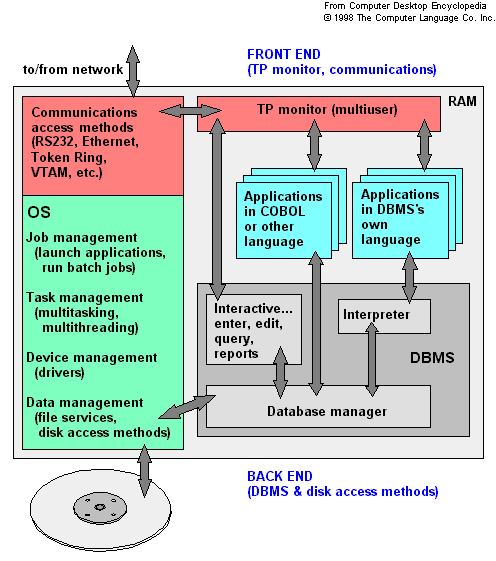 From Computer Desktop Encyclopedia
© 1998 The Computer Language Co. Inc.
FRONT END
(TP monitor, communications)
to/from network
RAM
Communications
access methods
(RS232, Ethernet,
Token Ring,
VTAM, etc.)
TP monitor (multiuser)
Applications
in COBOL
or other
language
Applications
in DBMS's
own
language
OS
Job management
(launch applications,
run batch jobs)
Task management
(multitasking,
multithreading)
Device management
(drivers)
Data management
(file services,
disk access methods)
Interactive...
enter, edit,
query,
reports
Interpreter
DBMS
Database manager
BACK END
(DBMS & disk access methods)